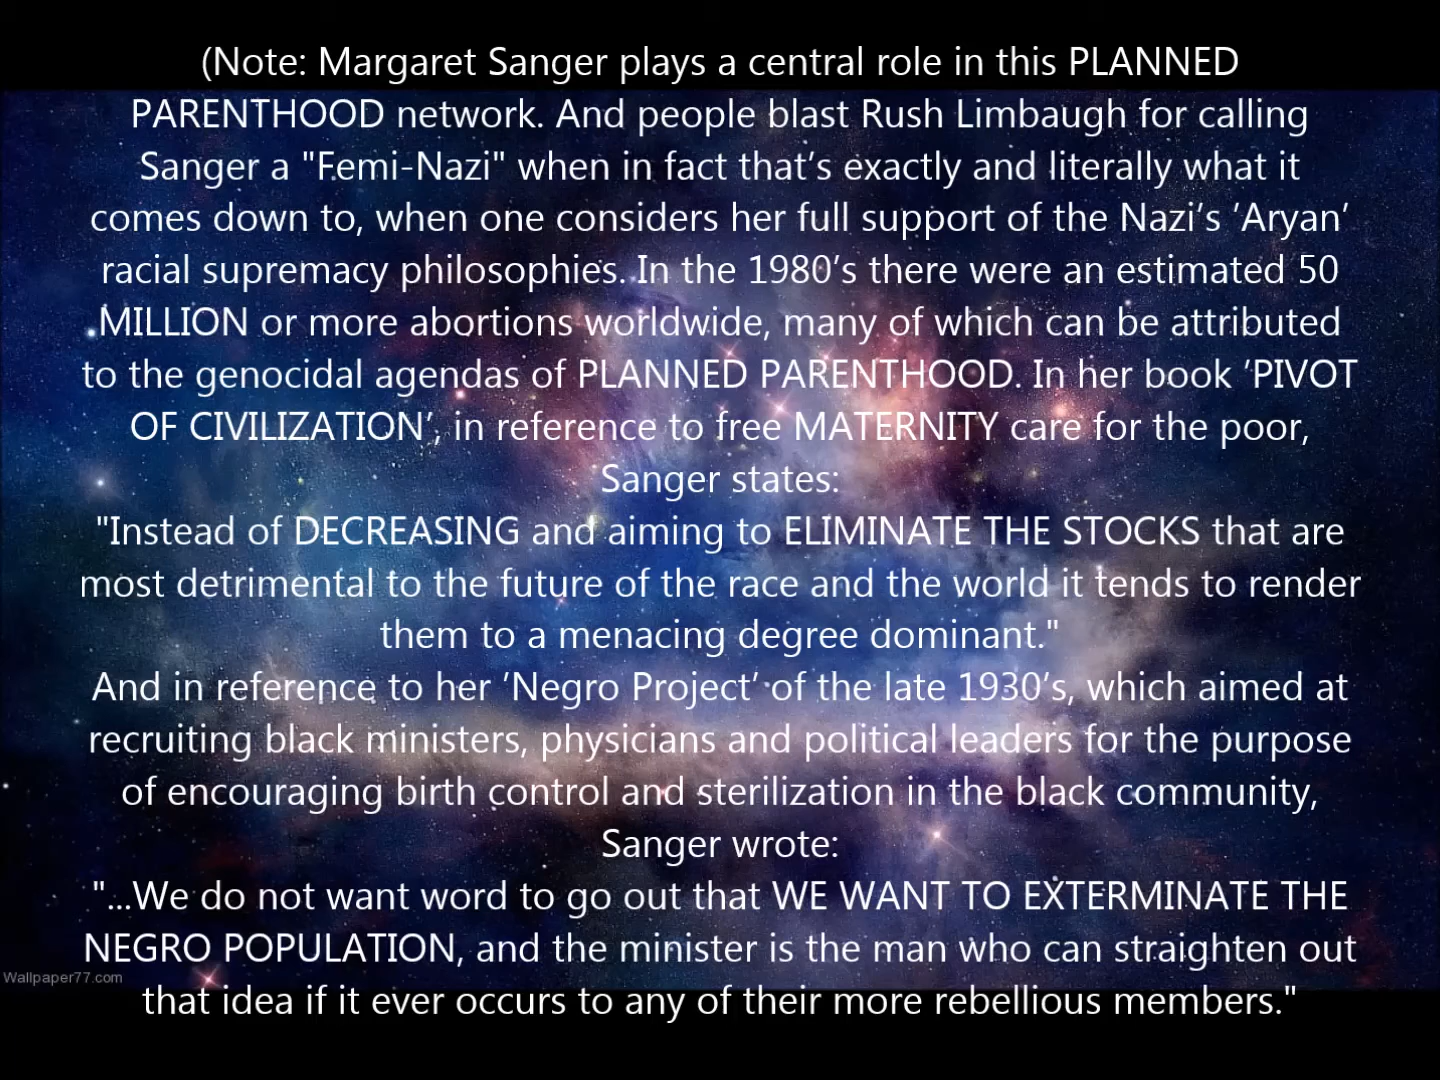 (Note: Margaret Sanger plays a central role in this PLANNED
PARENTHOOD network. And people blast Rush Limbaugh for calling
Sanger a "Femi-Nazi" when in fact that's exactly and literally what it
comes down to, when one considers her full support of the Nazi's 'Aryan'
racial supremacy philosophies. In the 1980's there were an estimated 50
MILLION or more abortions worldwide, many of which can be attributed
to the genocidal agendas of PLANNED PARENTHOOD. In her book 'PIVOT
OF CIVILIZATION', in reference to free MATERNITY care for the poor,
Sanger states:
"Instead of DECREASING and aiming to ELIMINATE THE STOCKS that are
most detrimental to the future of the race and the world it tends to render
them to a menacing degree dominant."
And in reference to her 'Negro Project' of the late 1930's, which aimed at
recruiting black ministers, physicians and political leaders for the purpose
of encouraging birth control and sterilization in the black community,
Sanger wrote:
"...We do not want word to go out that WE WANT TO EXTERMINATE THE
NEGRO POPULATION, and the minister is the man who can straighten out
Wallpaper77.com
that idea if it ever occurs to any of their more rebellious members."